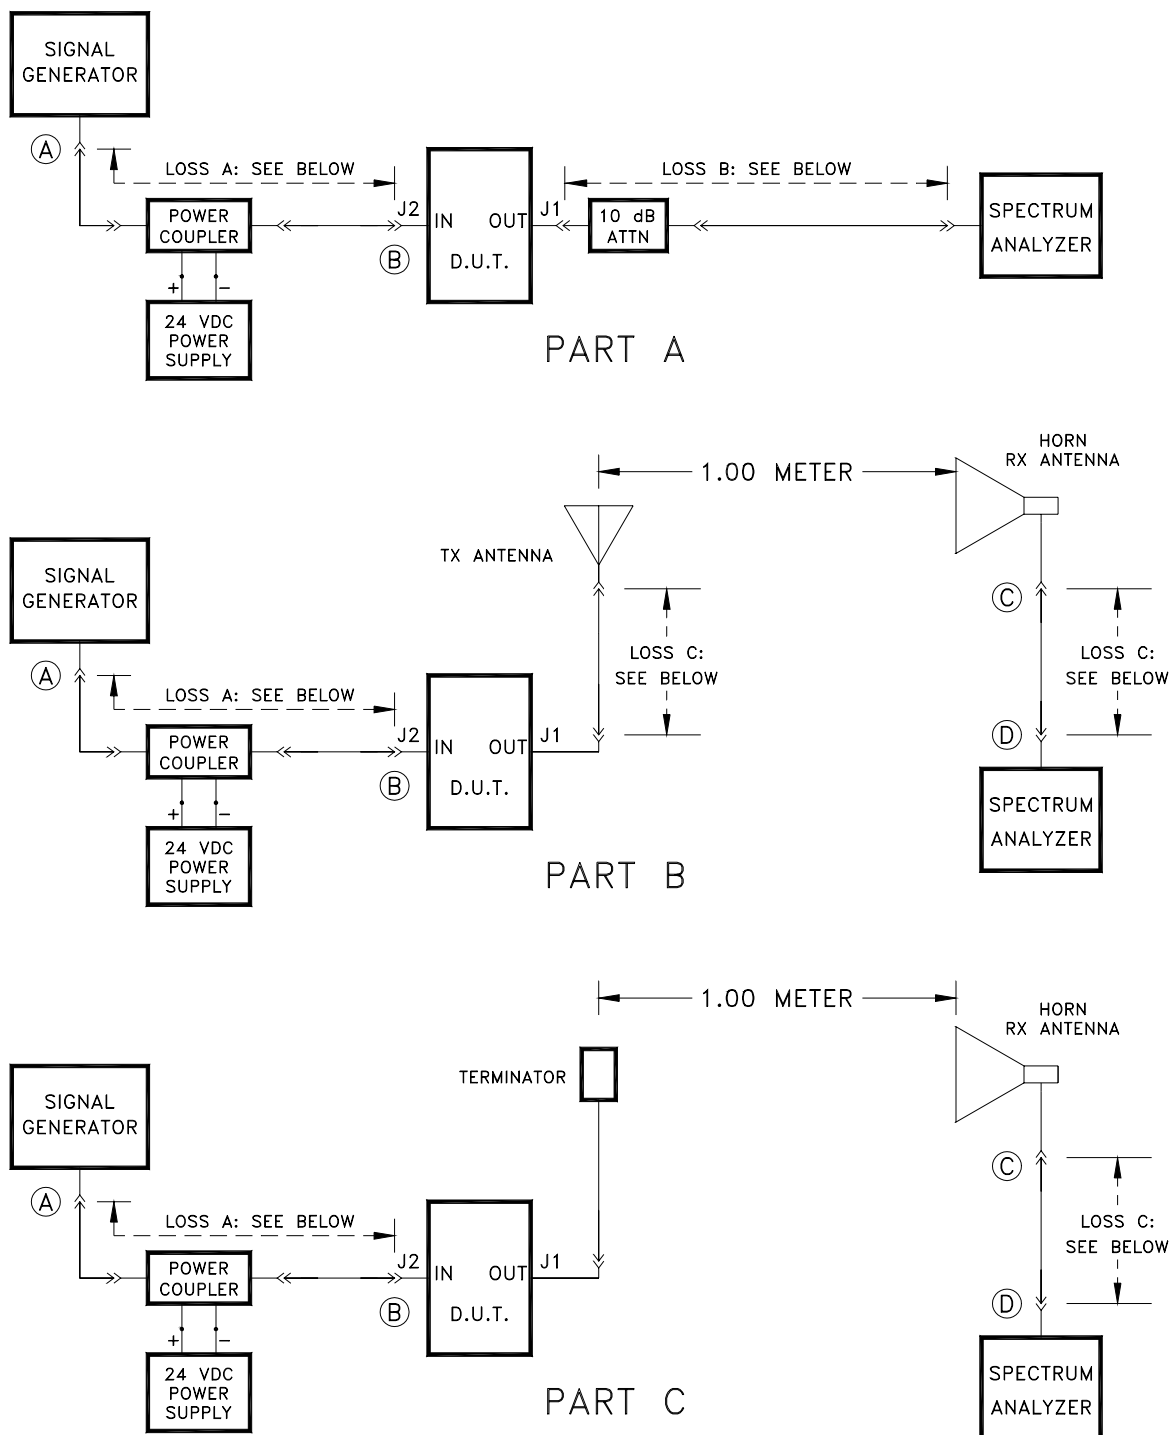 SIGNAL
GENERATOR
A
LOSS A: SEE BELOW
LOSS B: SEE BELOW
POWER
COUPLER
J2
IN
OUT
J1
B
D.U.T.
10 dB
ATTN
SPECTRUM
ANALYZER
+
−
24 VDC
POWER
SUPPLY
PART A
HORN
RX ANTENNA
1.00 METER
TX ANTENNA
SIGNAL
GENERATOR
A
LOSS A: SEE BELOW
LOSS C:
SEE BELOW
C
LOSS C:
SEE BELOW
D
POWER
COUPLER
J2
IN
OUT
J1
B
D.U.T.
SPECTRUM
ANALYZER
+
−
24 VDC
POWER
SUPPLY
PART B
1.00 METER
HORN
RX ANTENNA
TERMINATOR
SIGNAL
GENERATOR
A
LOSS A: SEE BELOW
C
LOSS C:
SEE BELOW
D
POWER
COUPLER
J2
IN
OUT
J1
B
D.U.T.
SPECTRUM
ANALYZER
+
−
24 VDC
POWER
SUPPLY
PART C